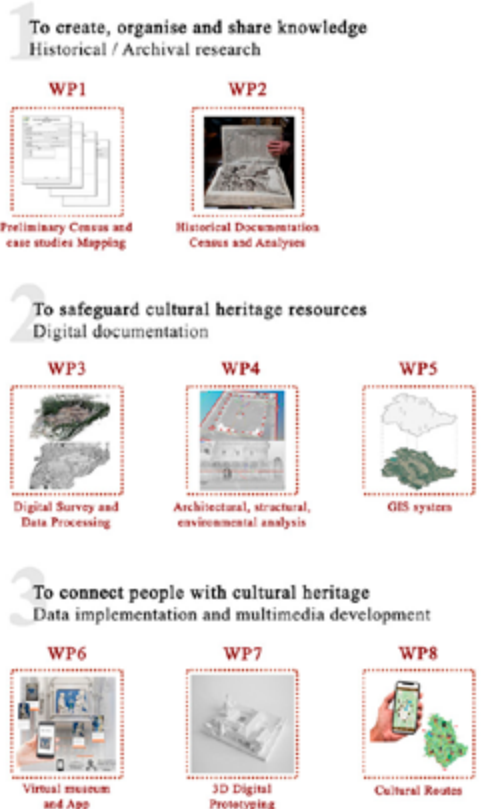 1
To create, organise and share knowledge
Historical / Archival research
WP1
WP2
Preliminary Census and
case studies Mapping
Historical Documentation
Census and Analyses
2
To safeguard cultural heritage resources
Digital documentation
WP3
WP4
WP5
Digital Survey and
Data Processing
Architectural, structural,
environmental analysis
GIS system
3
To connect people with cultural heritage
Data implementation and multimedia development
WP6
WP7
WP8
Virtual museum
and App
3D Digital
Prototyping
Cultural Routes